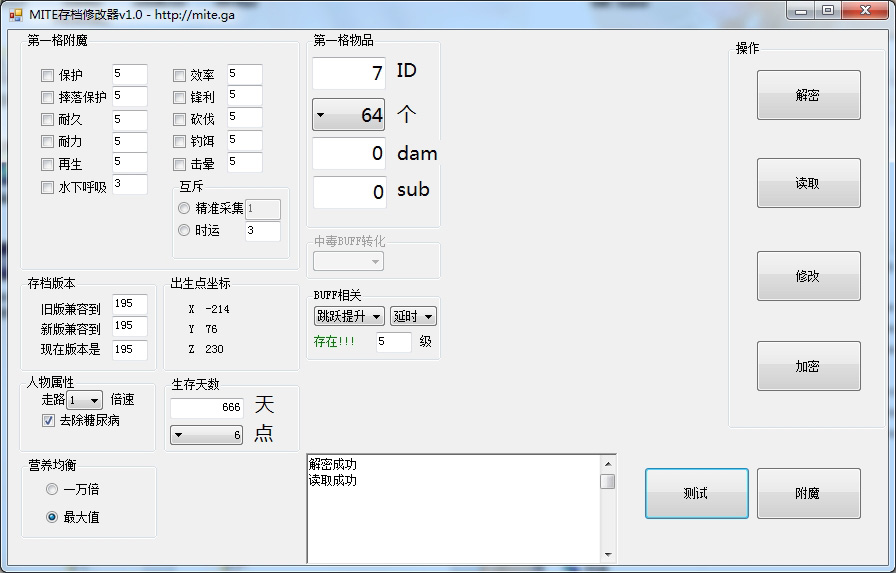 MITE存档修改器v1.0 - http://mite.ga
第一格附魔
保护 5
摔落保护 5
耐久 5
耐力 5
再生 5
水下呼吸 3
效率 5
锋利 5
砍伐 5
钓饵 5
击晕 5
互斥
精准采集 1
时运 3
第一格物品
7 ID
64 个
0 dam
0 sub
中毒BUFF转化
BUFF相关
跳跃提升 延时
存在!!! 5 级
存档版本
旧版兼容到 195
新版兼容到 195
现在版本是 195
出生点坐标
X -214
Y 76
Z 230
人物属性
走路 1 倍速
去除糖尿病
生存天数
666 天
6 点
营养均衡
一万倍
最大值
解密成功
读取成功
操作
解密
读取
修改
加密
测试
附魔